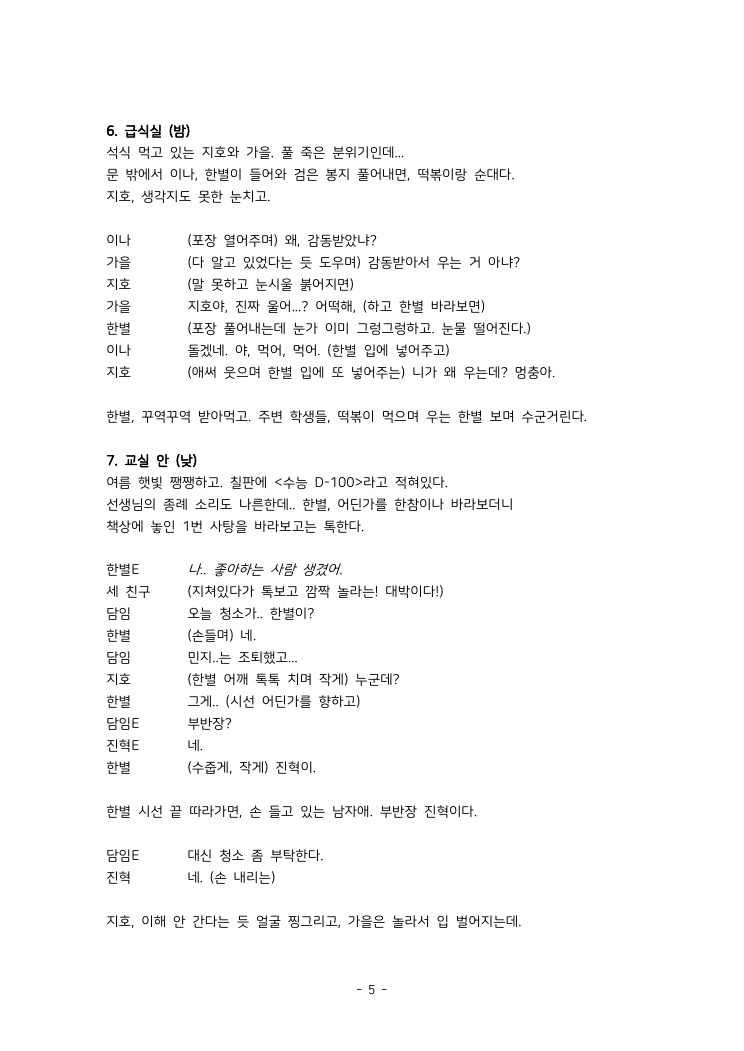 6. 급식실 (밤)
석식 먹고 있는 지호와 가을. 풀 죽은 분위기인데...
문 밖에서 이나, 한별이 들어와 검은 봉지 풀어내면, 떡볶이랑 순대다.
지호, 생각지도 못한 눈치고.
이나 (포장 열어주며) 왜, 감동받았냐?
가을 (다 알고 있었다는 듯 도우며) 감동받아서 우는 거 아냐?
지호 (말 못하고 눈시울 붉어지면)
가을 지호야, 진짜 울어...? 어떡해, (하고 한별 바라보면)
한별 (포장 풀어내는데 눈가 이미 그렁그렁하고. 눈물 떨어진다.)
이나 돌겠네. 야, 먹어, 먹어. (한별 입에 넣어주고)
지호 (애써 웃으며 한별 입에 또 넣어주는) 니가 왜 우는데? 멍충아.
한별, 꾸역꾸역 받아먹고. 주변 학생들, 떡볶이 먹으며 우는 한별 보며 수군거린다.
7. 교실 안 (낮)
여름 햇빛 쨍쨍하고. 칠판에 <수능 D-100>라고 적혀있다.
선생님의 종례 소리도 나른한데.. 한별, 어딘가를 한참이나 바라보더니
책상에 놓인 1번 사탕을 바라보고는 톡한다.
한별E 나.. 좋아하는 사람 생겼어.
세 친구 (지쳐있다가 톡보고 깜짝 놀라는! 대박이다!)
담임 오늘 청소가.. 한별이?
한별 (손들며) 네.
담임 민지..는 조퇴했고...
지호 (한별 어깨 톡톡 치며 작게) 누군데?
한별 그게.. (시선 어딘가를 향하고)
담임E 부반장?
진혁E 네.
한별 (수줍게, 작게) 진혁이.
한별 시선 끝 따라가면, 손 들고 있는 남자애. 부반장 진혁이다.
담임E 대신 청소 좀 부탁한다.
진혁 네. (손 내리는)
지호, 이해 안 간다는 듯 얼굴 찡그리고, 가을은 놀라서 입 벌어지는데.
- 5 -